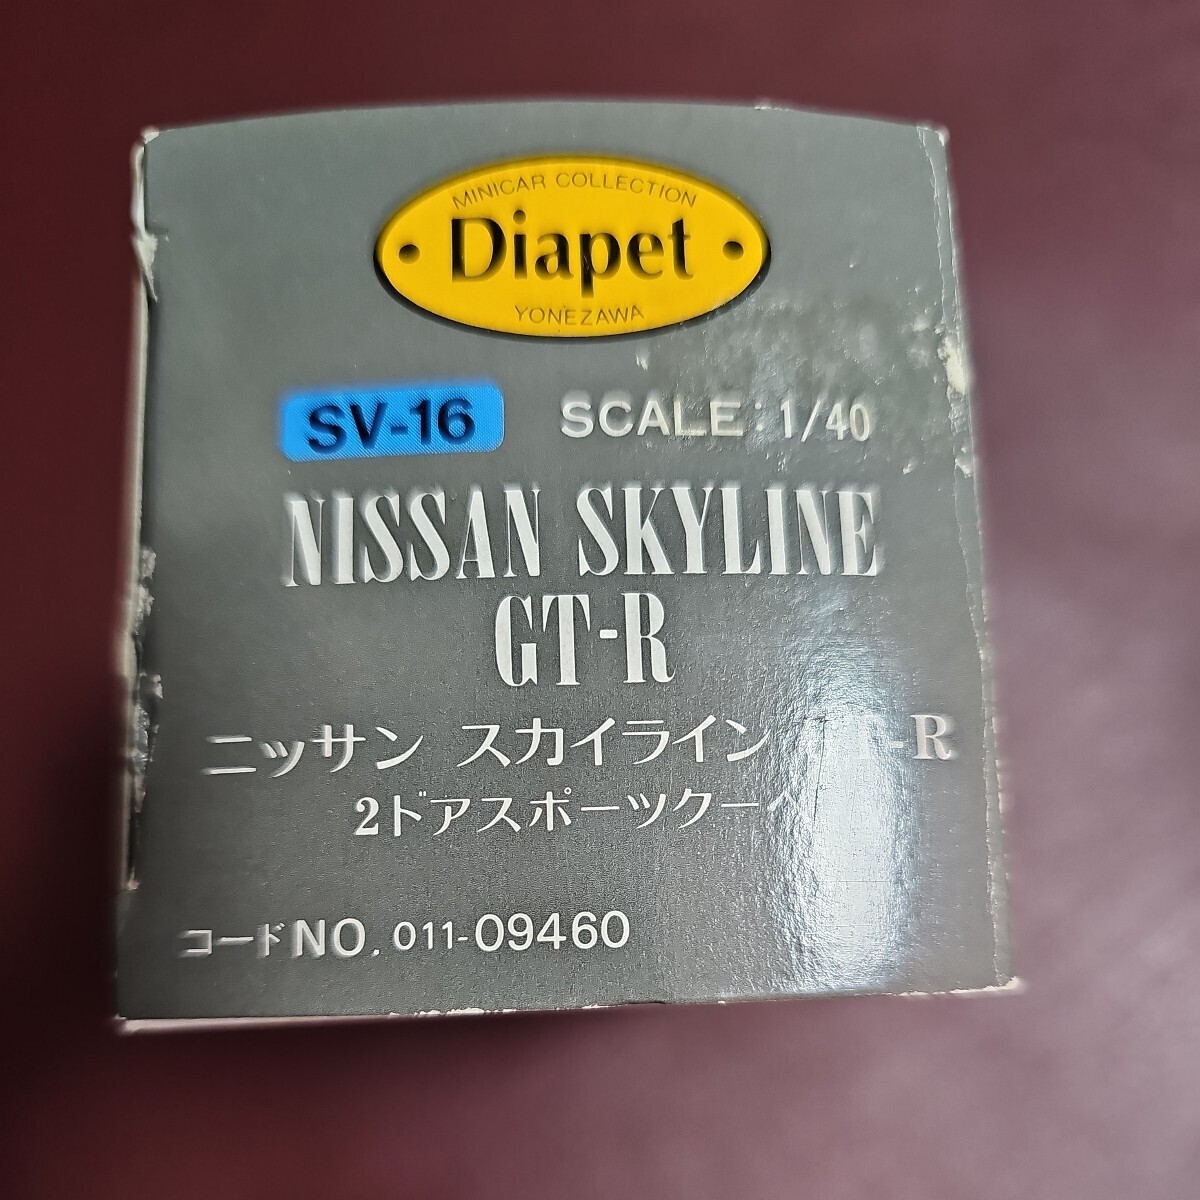 MINICAR COLLECTION
Diapet
YONEZAWA
SV-16 SCALE : 1/40
NISSAN SKYLINE
GT-R
ニッサン スカイライン GT-R
2ドアスポーツクーペ
コードNO. 011-09460